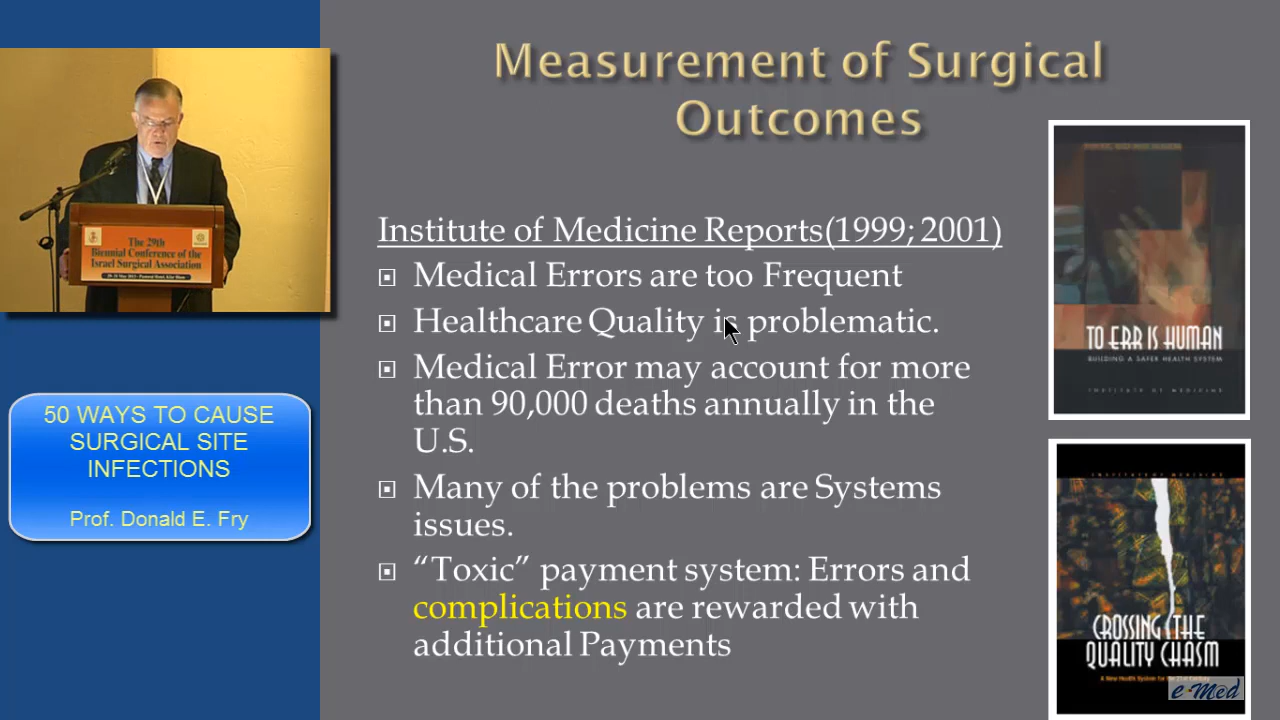 Measurement of Surgical
Outcomes
Institute of Medicine Reports(1999; 2001)
Medical Errors are too Frequent
Healthcare Quality is problematic.
Medical Error may account for more
than 90,000 deaths annually in the
U.S.
Many of the problems are Systems
issues.
“Toxic” payment system: Errors and
complications are rewarded with
additional Payments
The 29th
Biennial Conference of the
Israel Surgical Association
50 WAYS TO CAUSE
SURGICAL SITE
INFECTIONS
Prof. Donald E. Fry
TO ERR IS HUMAN
BUILDING A SAFER HEALTH SYSTEM
INSTITUTE OF MEDICINE
INSTITUTE OF MEDICINE
CROSSING THE
QUALITY CHASM
A New Health System for the 21st Century
e-Med